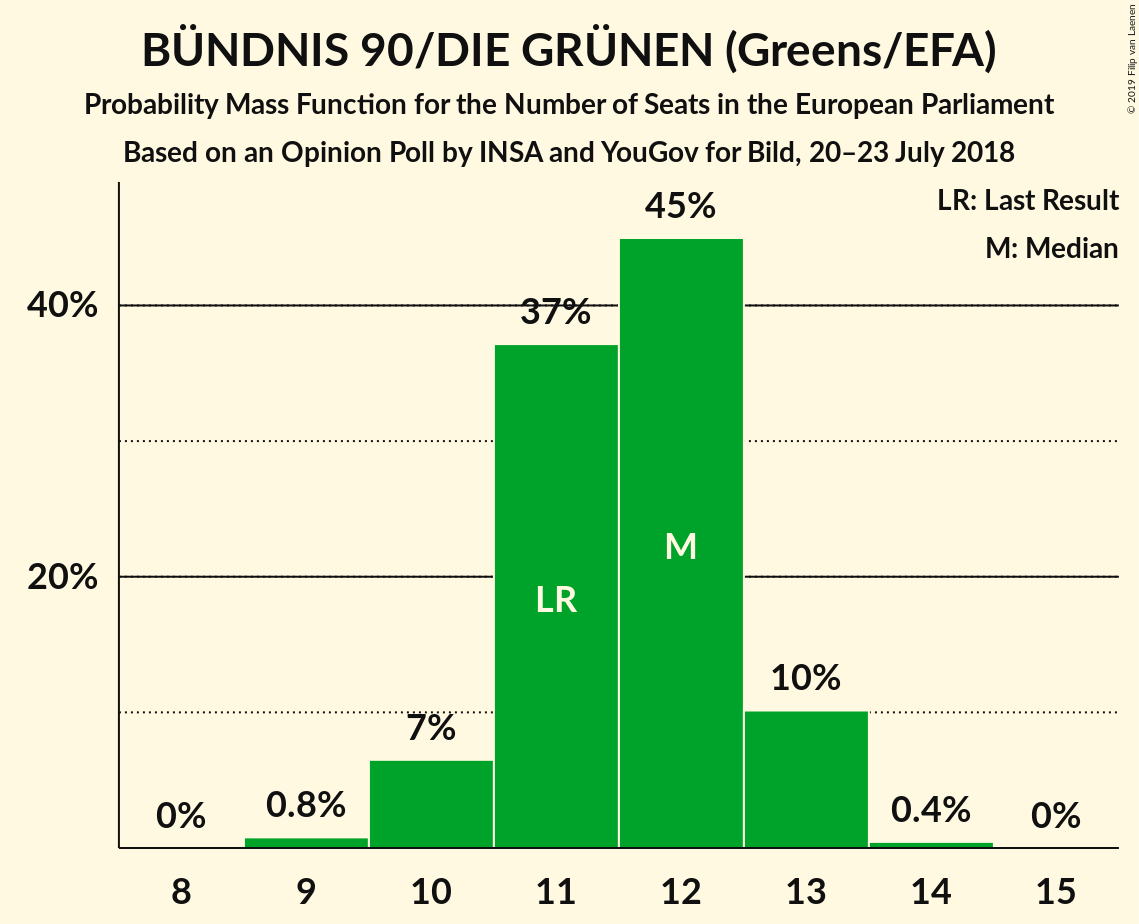 BÜNDNIS 90/DIE GRÜNEN (Greens/EFA)
Probability Mass Function for the Number of Seats in the European Parliament
Based on an Opinion Poll by INSA and YouGov for Bild, 20–23 July 2018
© 2019 Filip van Laenen
LR: Last Result
M: Median
45%
40%
37%
20%
M
LR
10%
7%
0%
0.8%
0.4%
0%
8 9 10 11 12 13 14 15